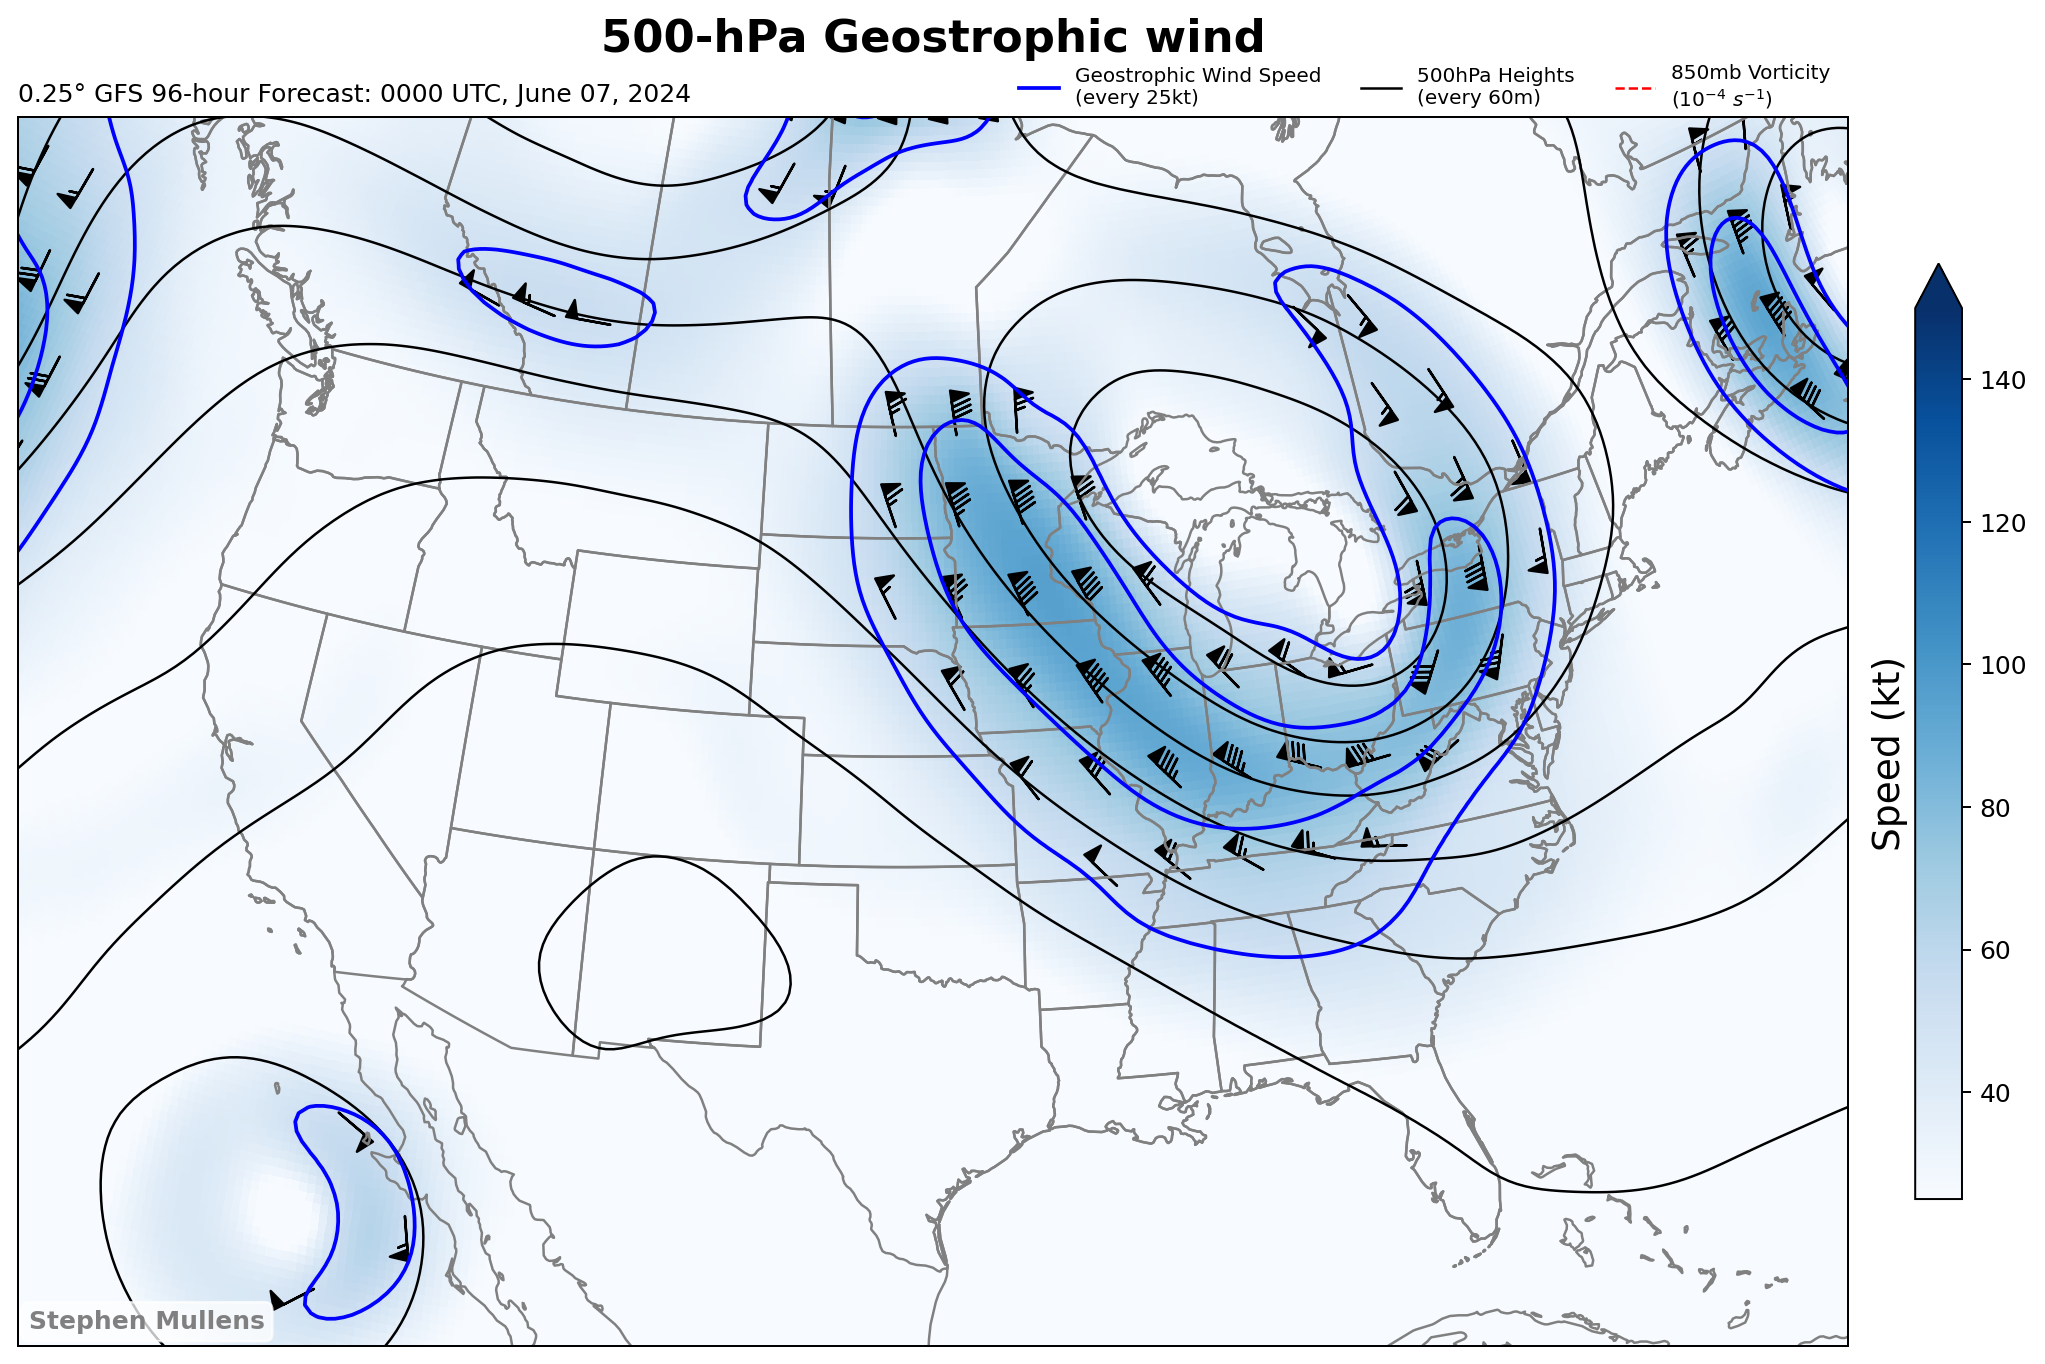 500-hPa Geostrophic wind
0.25° GFS 96-hour Forecast: 0000 UTC, June 07, 2024
Geostrophic Wind Speed
(every 25kt)
500hPa Heights
(every 60m)
850mb Vorticity
(10⁻⁴ s⁻¹)
140
120
100
80
60
40
Speed (kt)
Stephen Mullens